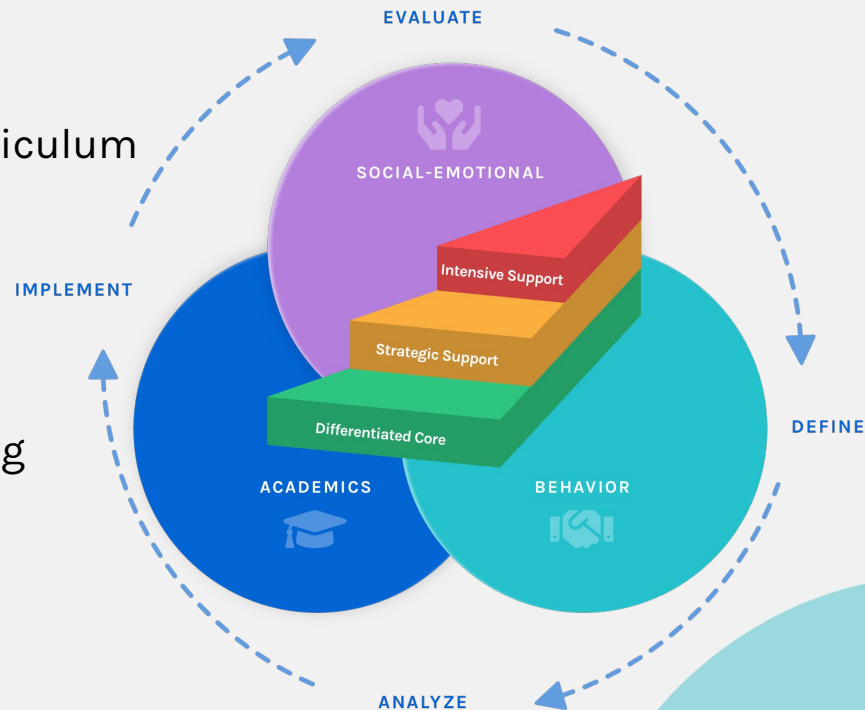 EVALUATE
iculum
SOCIAL-EMOTIONAL
Intensive Support
IMPLEMENT
Strategic Support
DEFINE
Differentiated Core
g
ACADEMICS
BEHAVIOR
ANALYZE